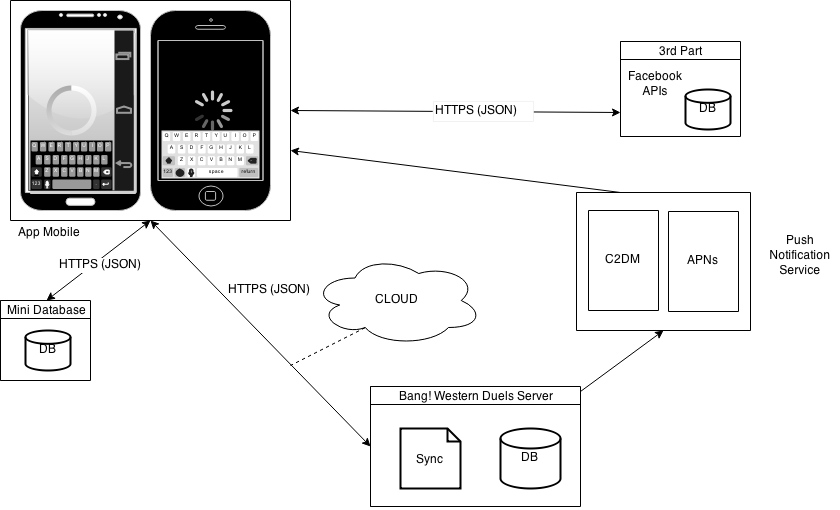 3rd Part
Facebook
APIs
DB
HTTPS (JSON)
Q W E R T Y U I O P
A S D F G H J K L
Z X C V B N M
123 space return
123
App Mobile
C2DM
APNs
Push
Notification
Service
HTTPS (JSON)
HTTPS (JSON)
CLOUD
Mini Database
DB
Bang! Western Duels Server
Sync
DB